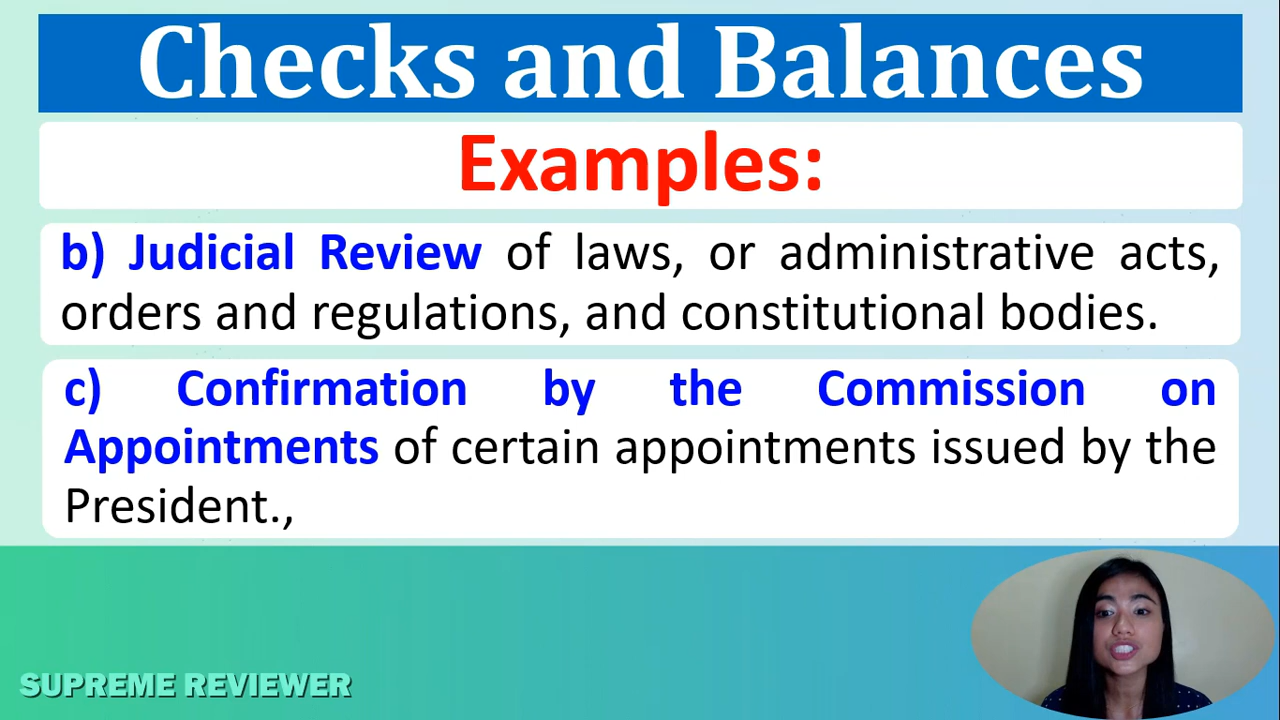 Checks and Balances
Examples:
b) Judicial Review of laws, or administrative acts,
orders and regulations, and constitutional bodies.
c) Confirmation by the Commission on
Appointments of certain appointments issued by the
President.,
SUPREME REVIEWER